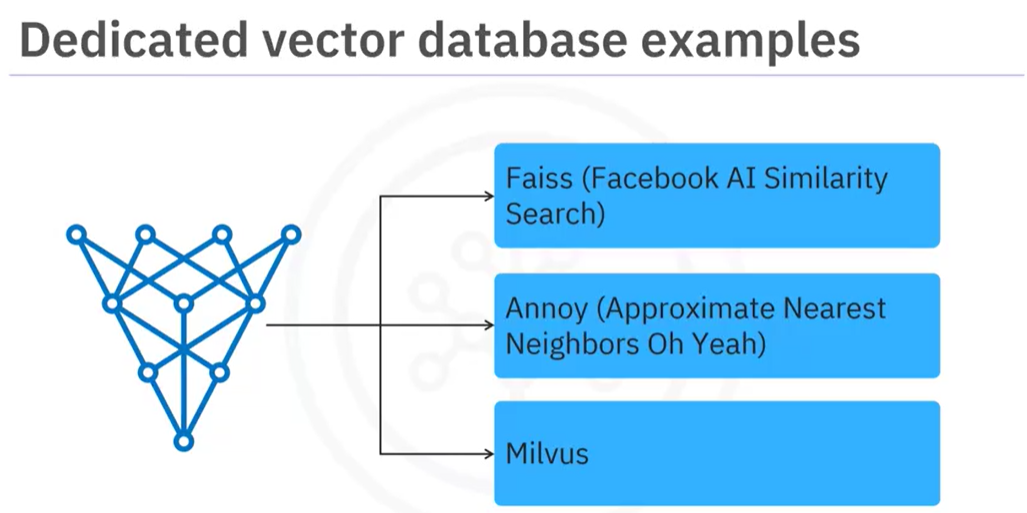 Dedicated vector database examples
Faiss (Facebook AI Similarity
Search)
Annoy (Approximate Nearest
Neighbors Oh Yeah)
Milvus